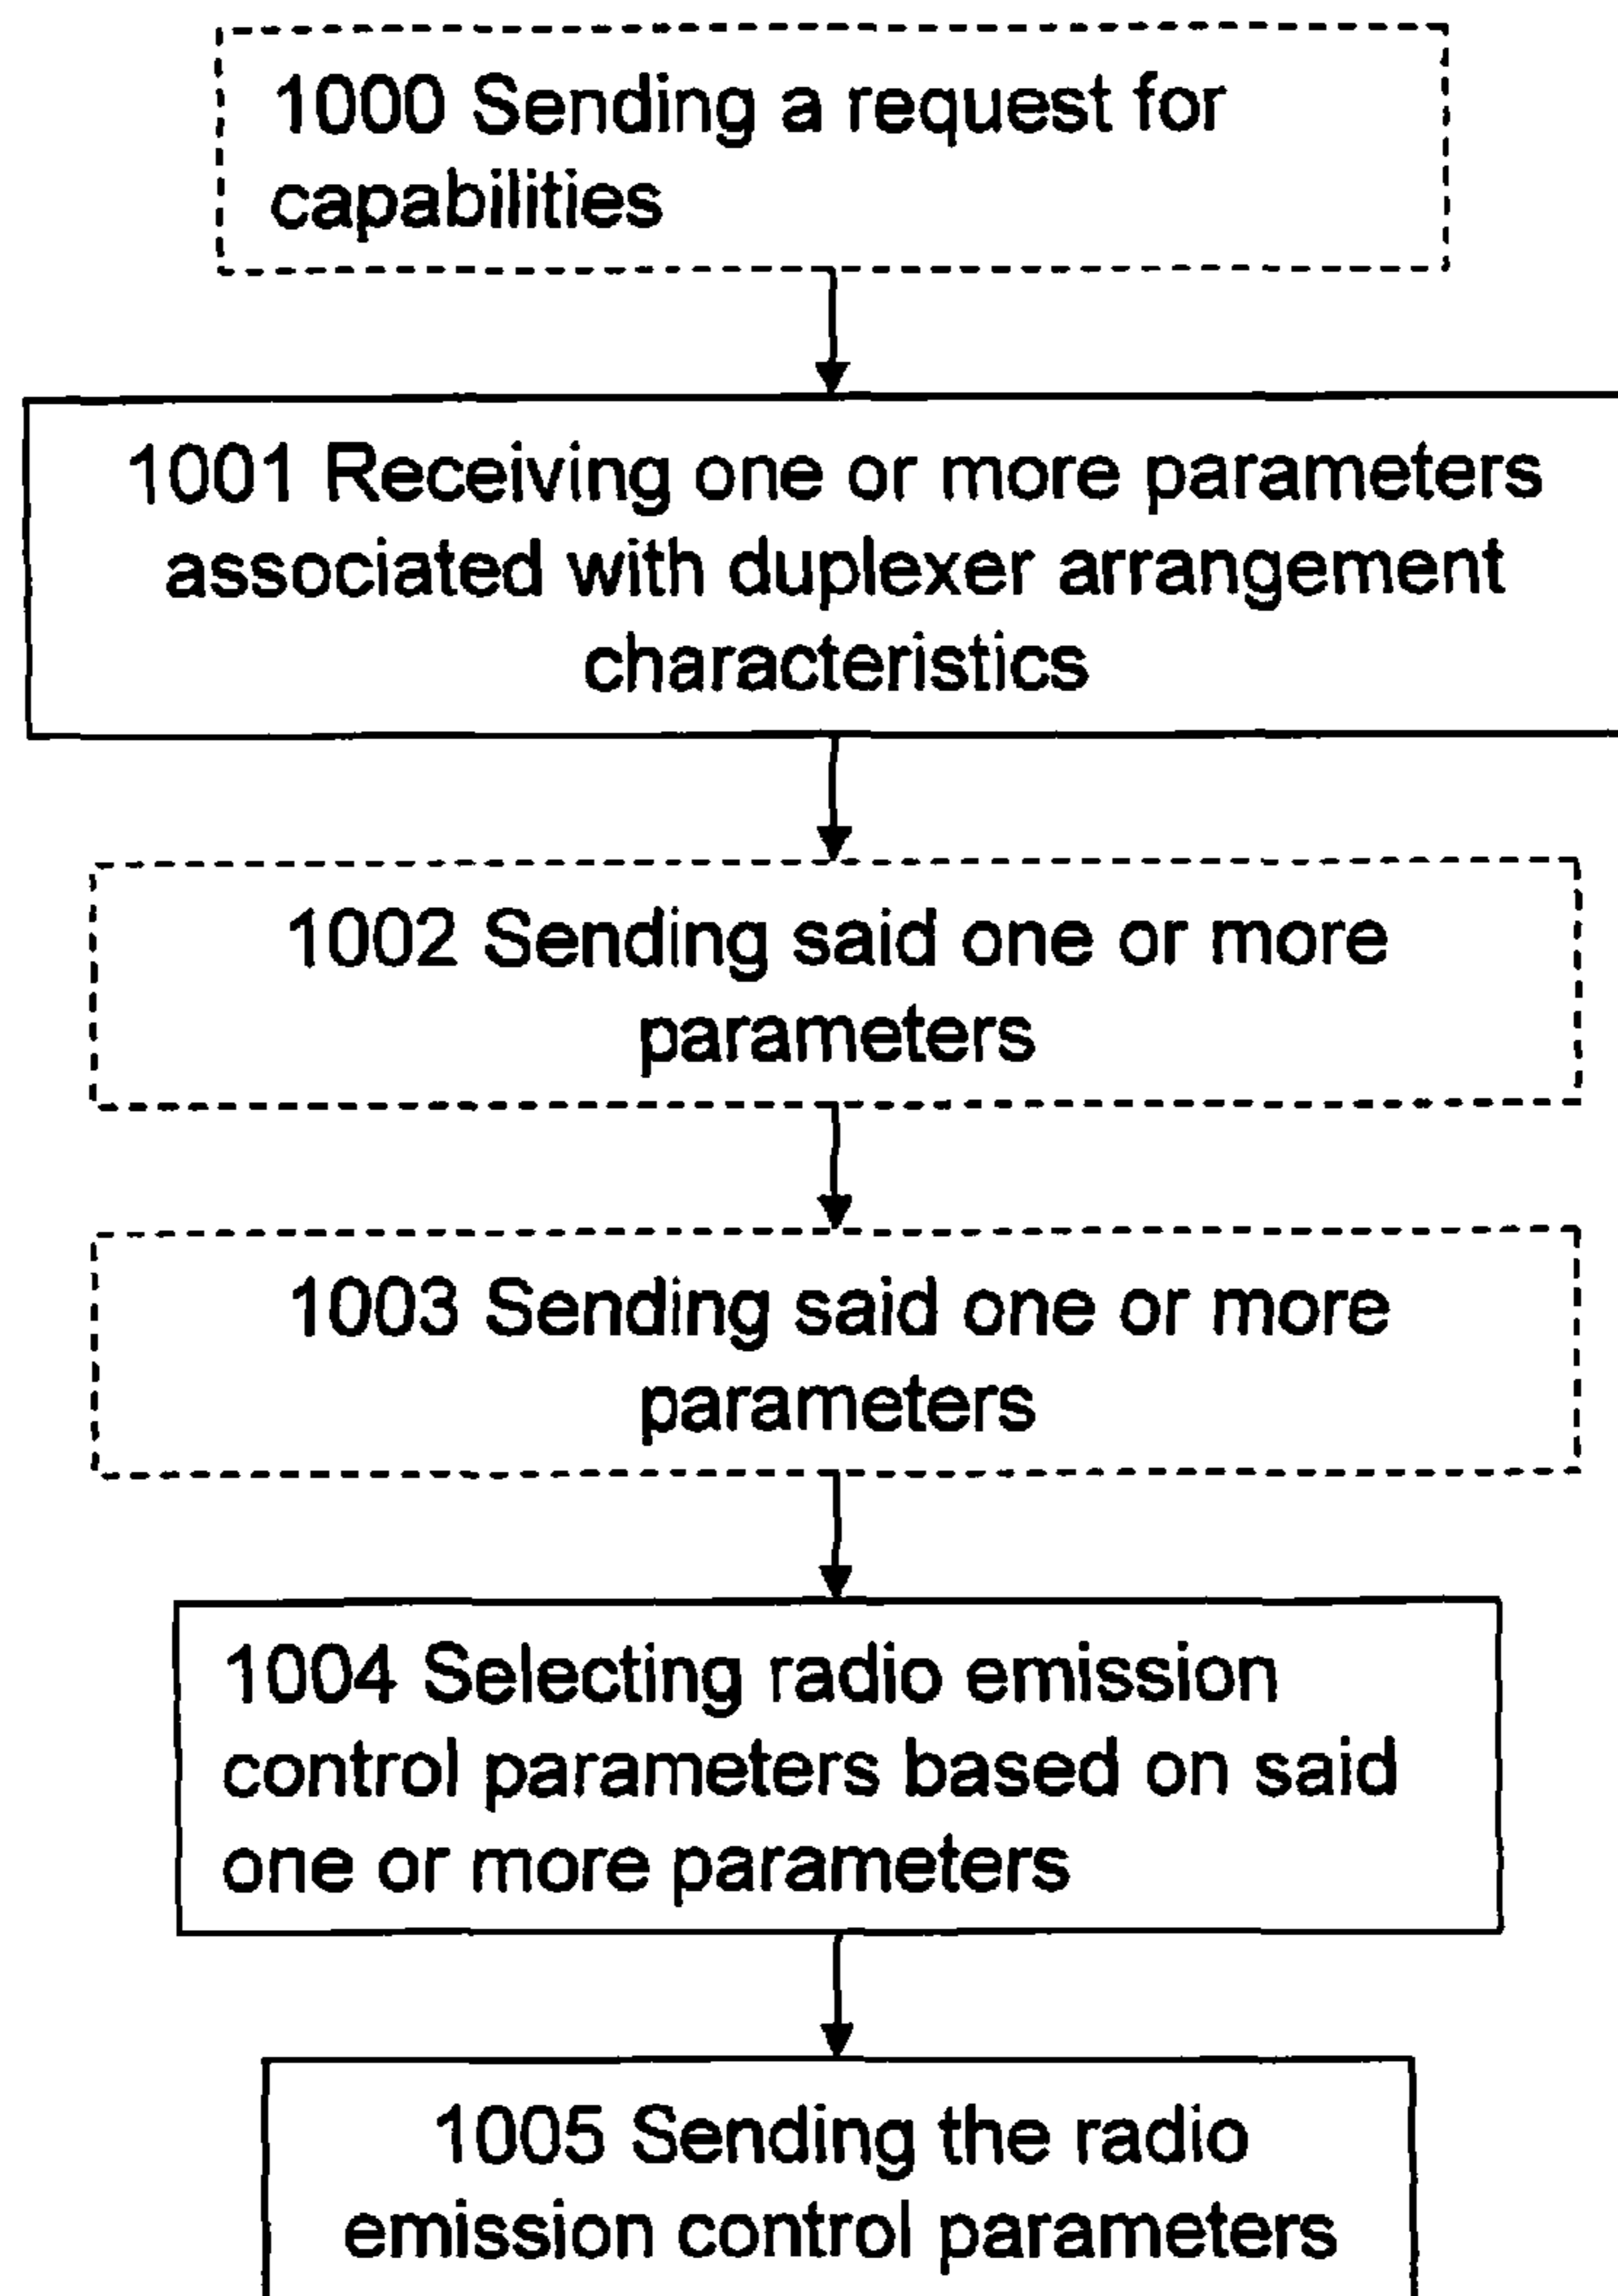 1000 Sending a request for
capabilities
1001 Receiving one or more parameters
associated with duplexer arrangement
characteristics
1002 Sending said one or more
parameters
1003 Sending said one or more
parameters
1004 Selecting radio emission
control parameters based on said
one or more parameters
1005 Sending the radio
emission control parameters